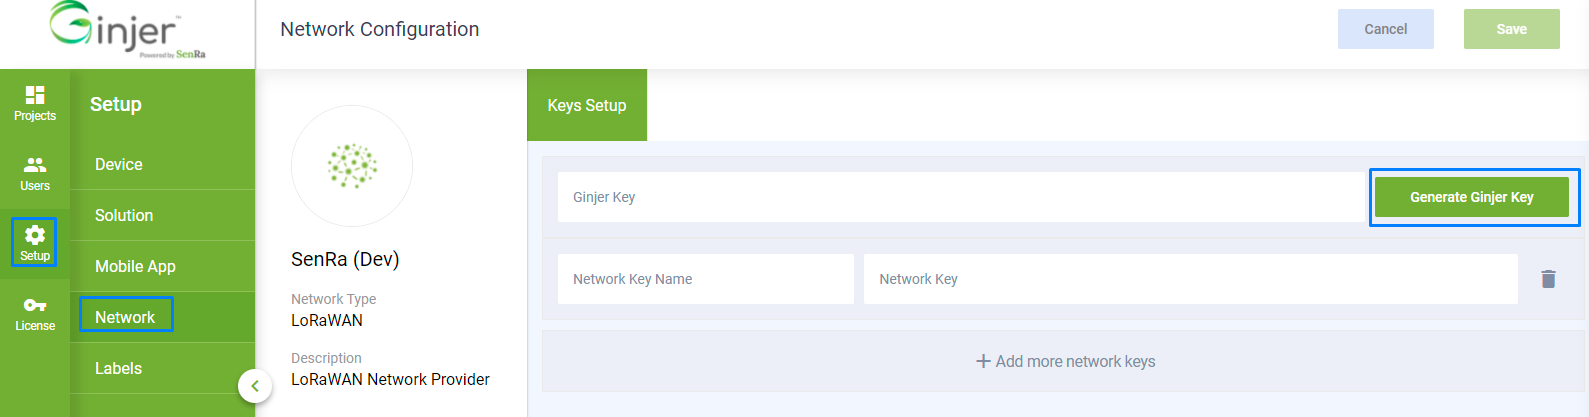 Ginjer™
Powered by SenRa
Network Configuration
Cancel
Save
Projects
Users
Setup
License
Setup
Device
Solution
Mobile App
Network
Labels
SenRa (Dev)
Network Type
LoRaWAN
Description
LoRaWAN Network Provider
Keys Setup
Ginjer Key
Generate Ginjer Key
Network Key Name
Network Key
+ Add more network keys